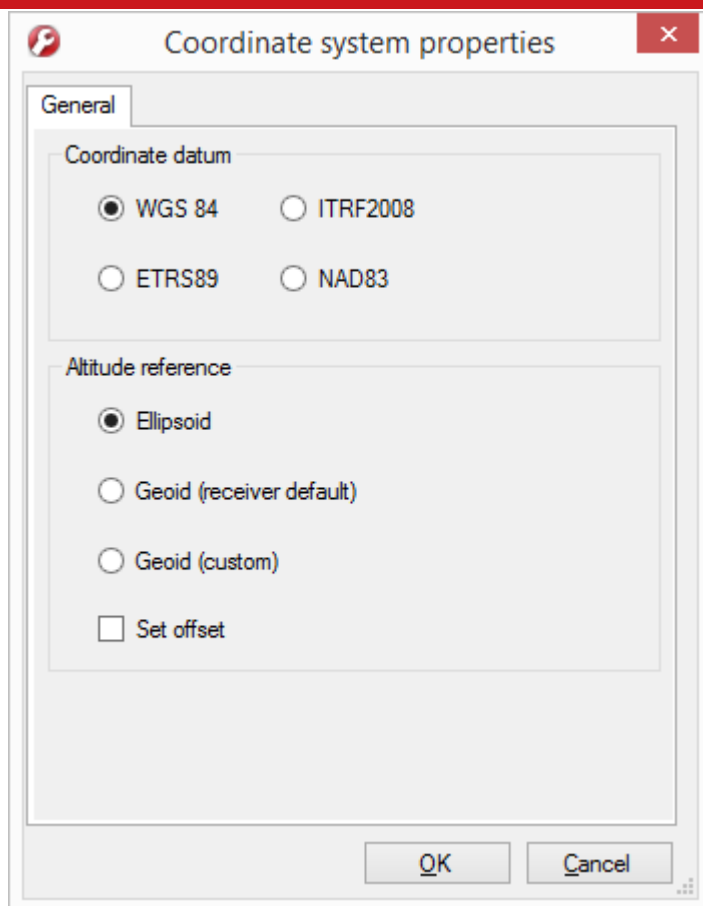 Coordinate system properties
General
Coordinate datum
WGS 84 ITRF2008
ETRS89 NAD83
Altitude reference
Ellipsoid
Geoid (receiver default)
Geoid (custom)
Set offset
OK Cancel